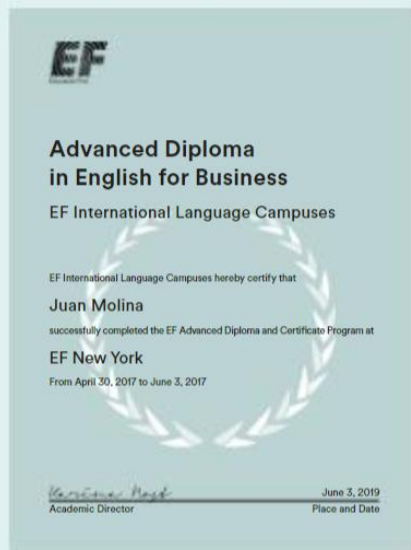 EF
Advanced Diploma
in English for Business
EF International Language Campuses
EF International Language Campuses hereby certify that
Juan Molina
successfully completed the EF Advanced Diploma and Certificate Program at
EF New York
From April 30, 2017 to June 3, 2017
June 3, 2019
Academic Director
Place and Date